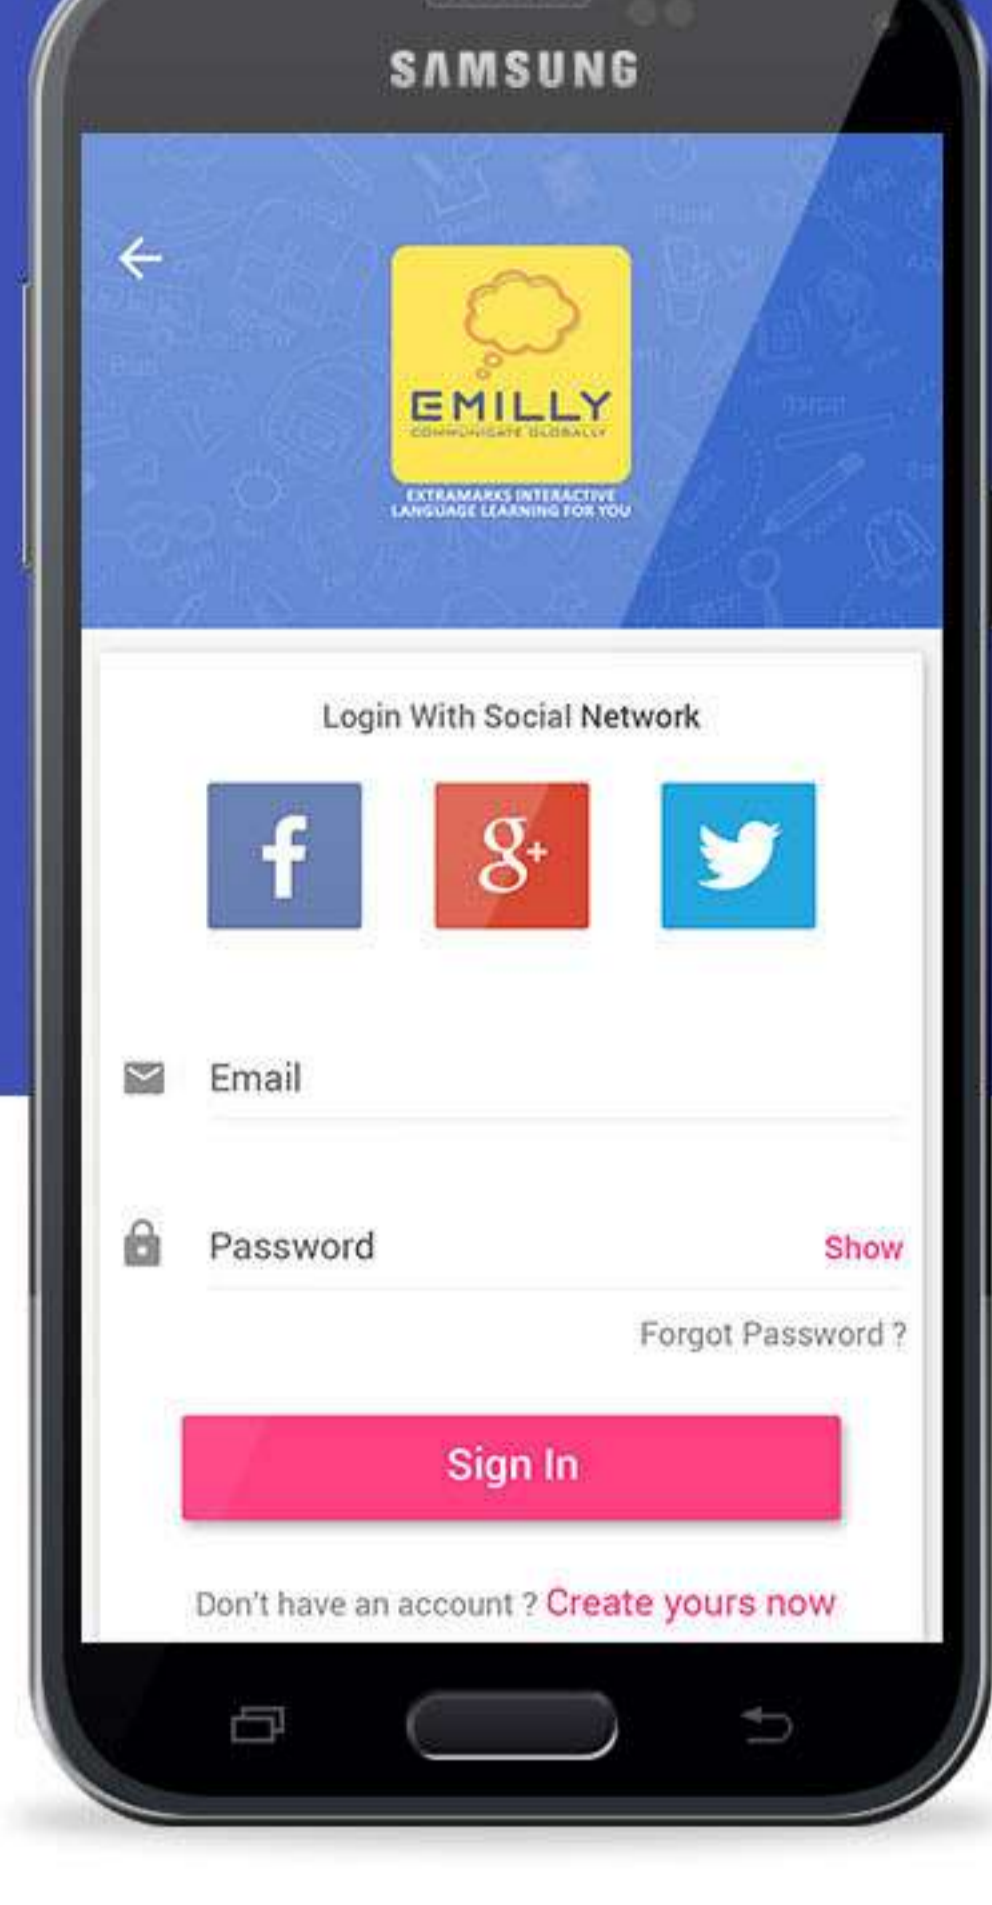 SAMSUNG
EMILLY
COMMUNICATE GLOBALLY
EXTRAMARKS INTERACTIVE
LANGUAGE LEARNING FOR YOU
Login With Social Network
f
g+
Email
Password Show
Forgot Password ?
Sign In
Don't have an account ? Create yours now